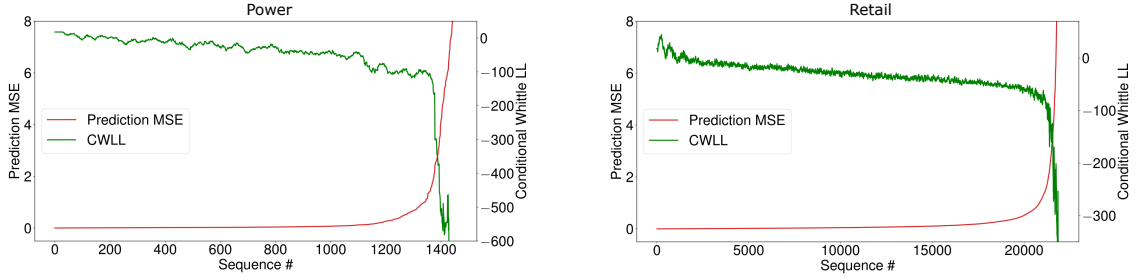 Power
Prediction MSE
8
6
4
2
0
Prediction MSE
CWLL
0
−100
−200
−300
−400
−500
−600
Conditional Whittle LL
0 200 400 600 800 1000 1200 1400
Sequence #
Retail
Prediction MSE
8
6
4
2
0
Prediction MSE
CWLL
0
−100
−200
−300
Conditional Whittle LL
0 5000 10000 15000 20000
Sequence #